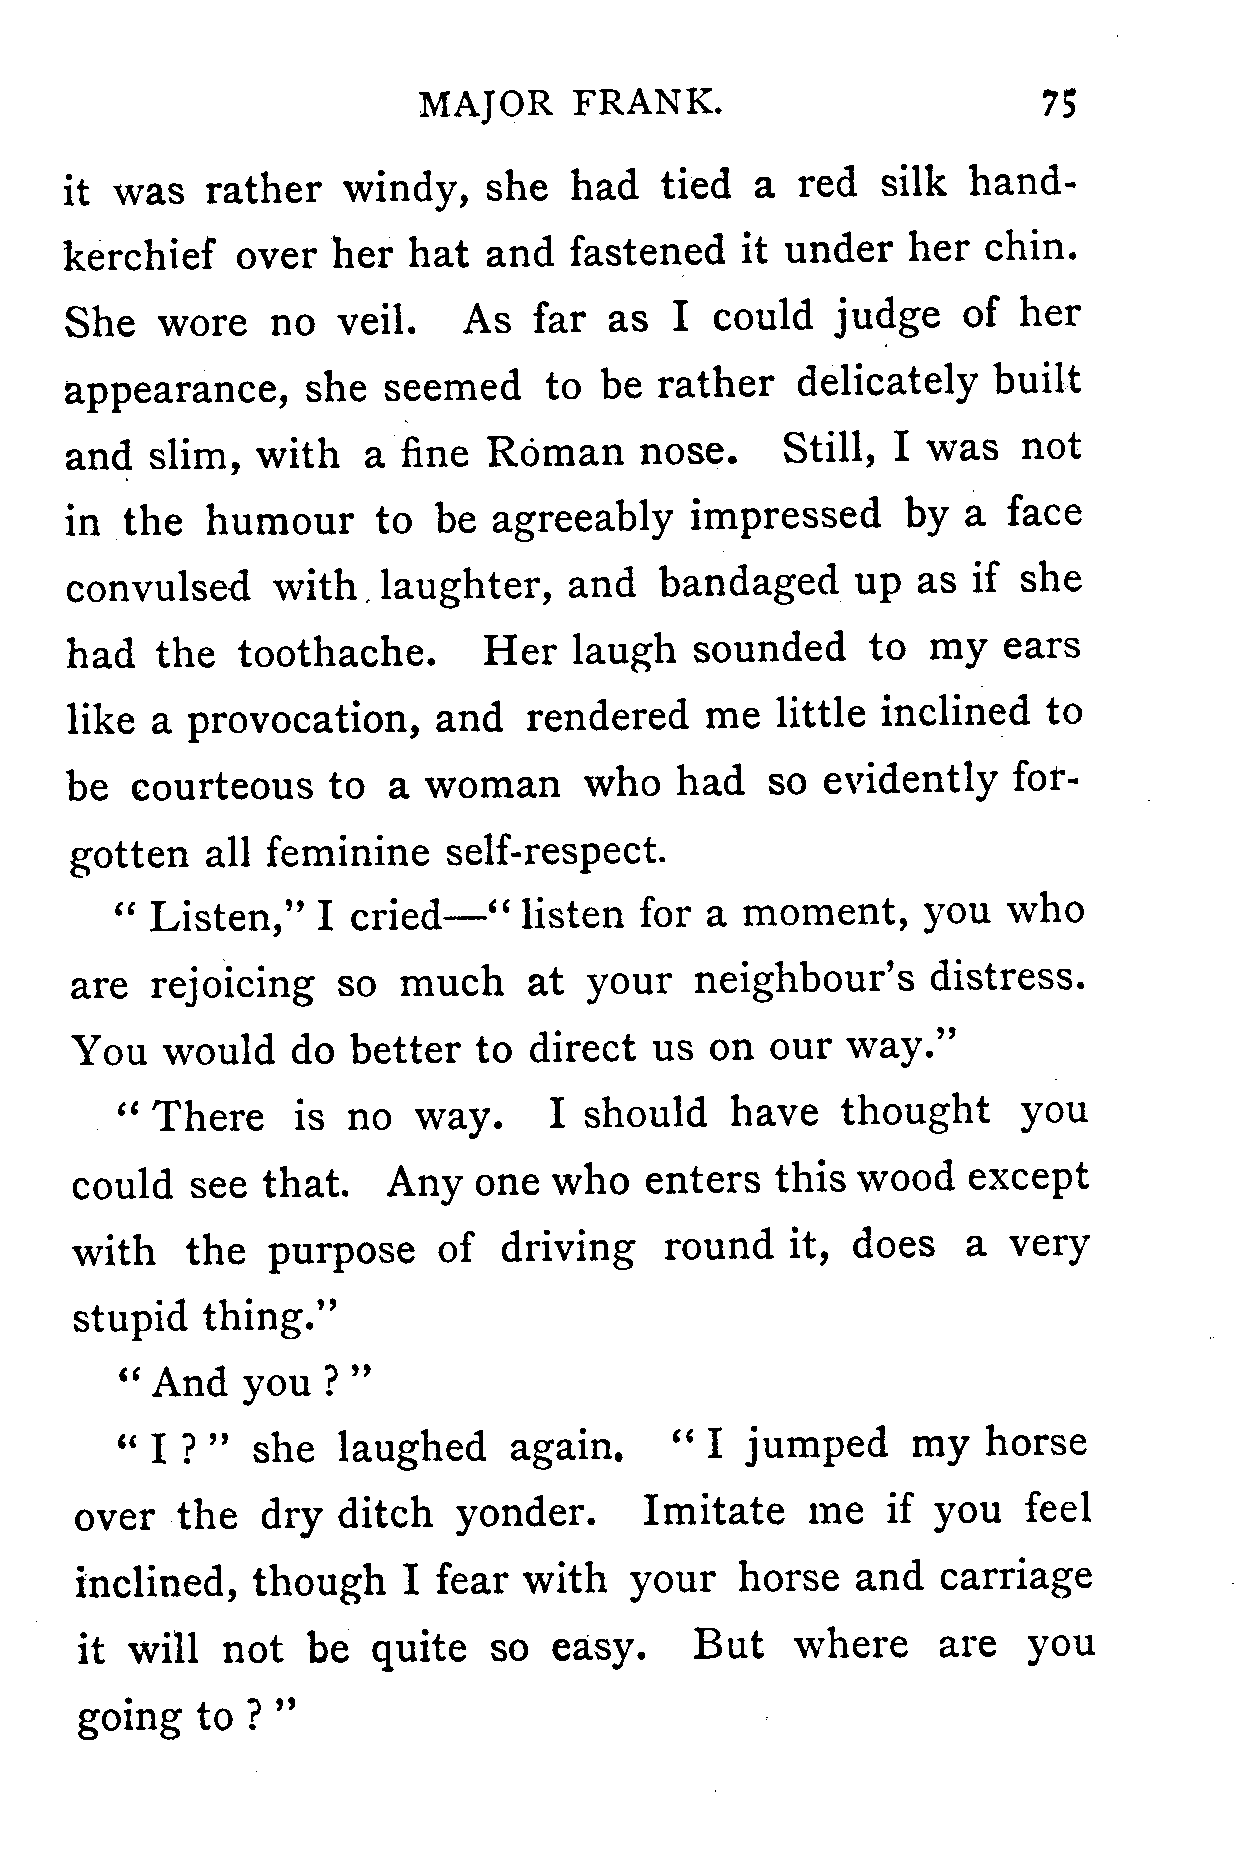 MAJOR FRANK. 75
it was rather windy, she had tied a red silk hand-
kerchief over her hat and fastened it under her chin.
She wore no veil. As far as I could judge of her
appearance, she seemed to be rather delicately built
and slim, with a fine Roman nose. Still, I was not
in the humour to be agreeably impressed by a face
convulsed with laughter, and bandaged up as if she
had the toothache. Her laugh sounded to my ears
like a provocation, and rendered me little inclined to
be courteous to a woman who had so evidently for-
gotten all feminine self-respect.
“ Listen,” I cried—“ listen for a moment, you who
are rejoicing so much at your neighbour’s distress.
You would do better to direct us on our way.”
“ There is no way. I should have thought you
could see that. Any one who enters this wood except
with the purpose of driving round it, does a very
stupid thing.”
“ And you ? ”
“ I ? ” she laughed again. “ I jumped my horse
over the dry ditch yonder. Imitate me if you feel
inclined, though I fear with your horse and carriage
it will not be quite so easy. But where are you
going to ? ”